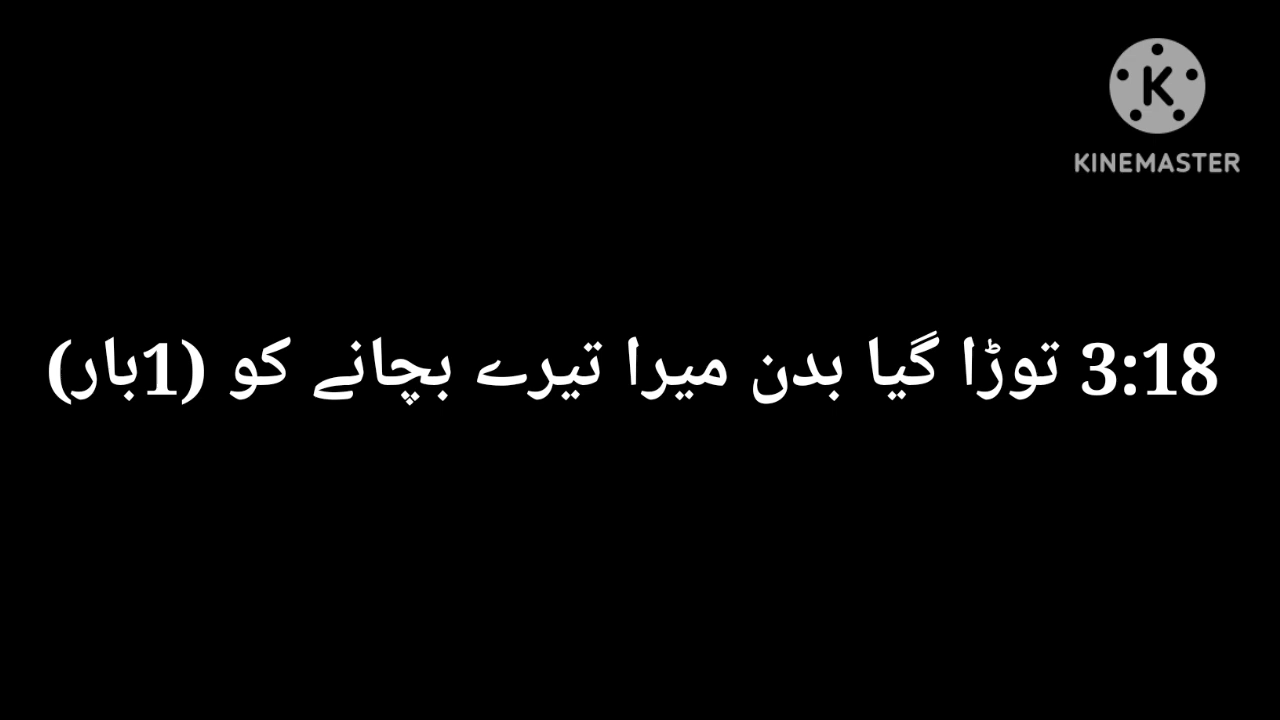 K
KINEMASTER
3:18 توڑا گیا بدن میرا تیرے بچانے کو (1بار)